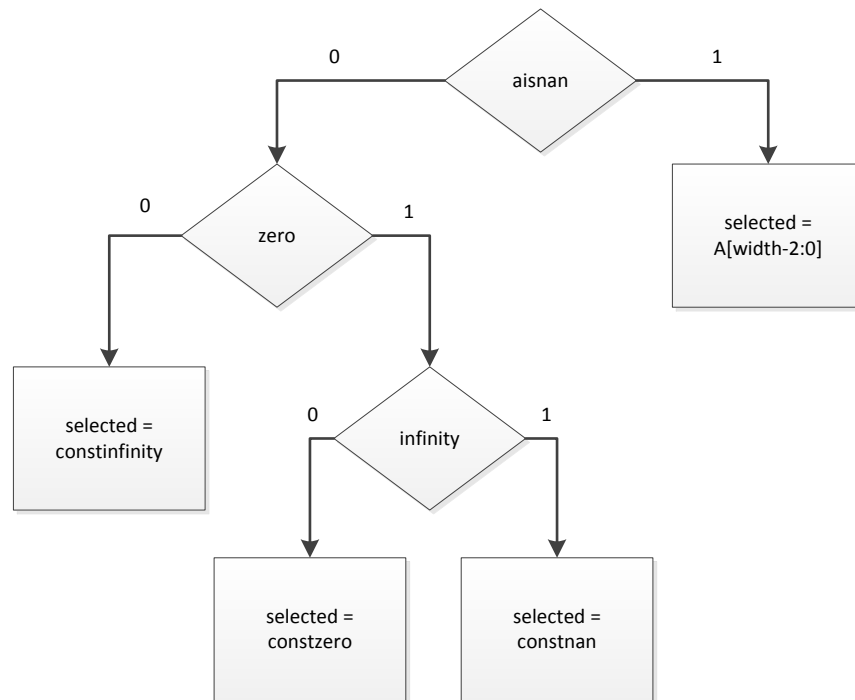 0
1
aisnan
0
1
zero
selected =
A[width-2:0]
selected =
constinfinity
0
1
infinity
selected =
constzero
selected =
constnan